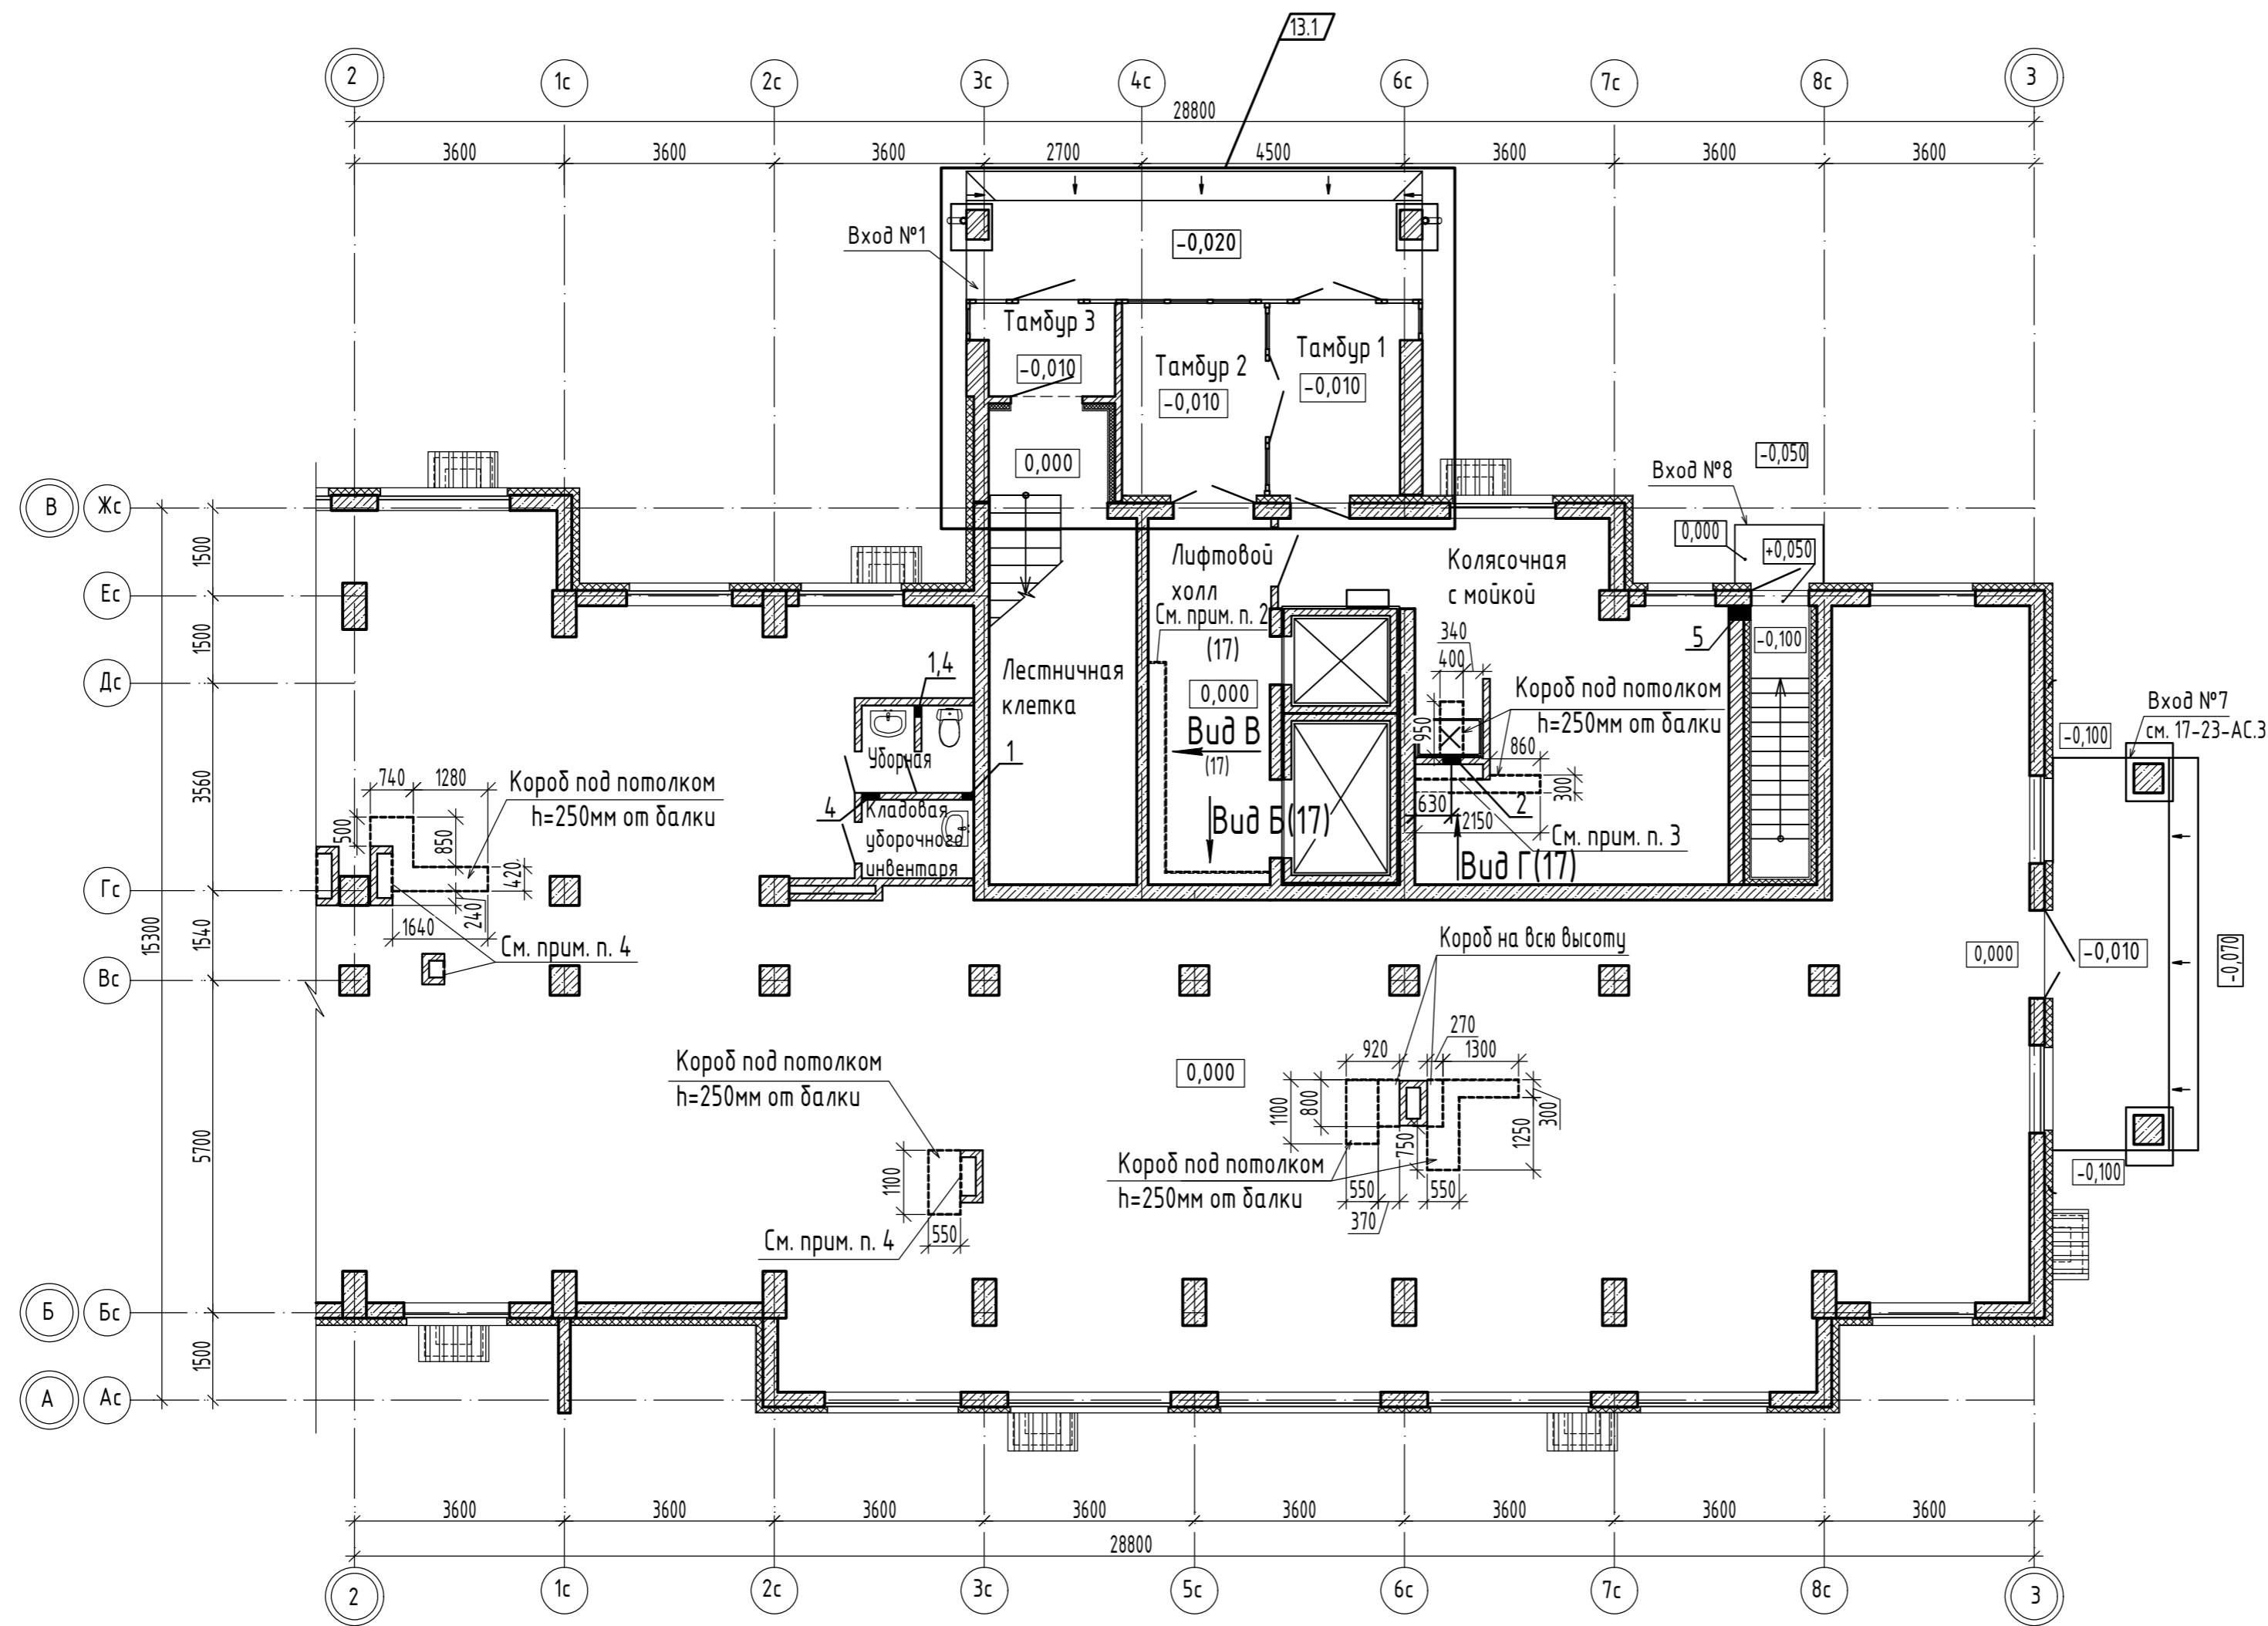 13.1
2
1с
2с
3с
4с
6с
7с
8с
3
28800
3600
3600
3600
2700
4500
3600
3600
3600
Вход №1
-0,020
Тамбур 3
-0,010
Тамбур 2
-0,010
Тамбур 1
-0,010
0,000
-0,050
Вход №8
0,000
+0,050
В
Жс
Ес
Дс
Гс
Вс
Б
Бс
А
Ас
15300
1500
1500
3560
1540
5700
1500
Лифтовой
холл
См. прим. п. 2
(17)
0,000
Вид В
(17)
Вид Б(17)
Колясочная
с мойкой
340
400
950
Короб под потолком
h=250мм от балки
860
300
630
2150
2
См. прим. п. 3
Вид Г(17)
5
-0,100
Лестничная
клетка
1,4
1
Уборная
4
Кладовая
уборочного
инвентаря
740
1280
Короб под потолком
h=250мм от балки
500
850
420
240
1640
См. прим. п. 4
Вход №7
см. 17-23-АС.3
-0,100
0,000
-0,010
-0,070
-0,100
Короб на всю высоту
270
920
1300
1100
800
300
750
1250
550
550
370
Короб под потолком
h=250мм от балки
0,000
Короб под потолком
h=250мм от балки
1100
550
См. прим. п. 4
3600
3600
3600
3600
3600
3600
3600
3600
28800
2
1с
2с
3с
5с
6с
7с
8с
3